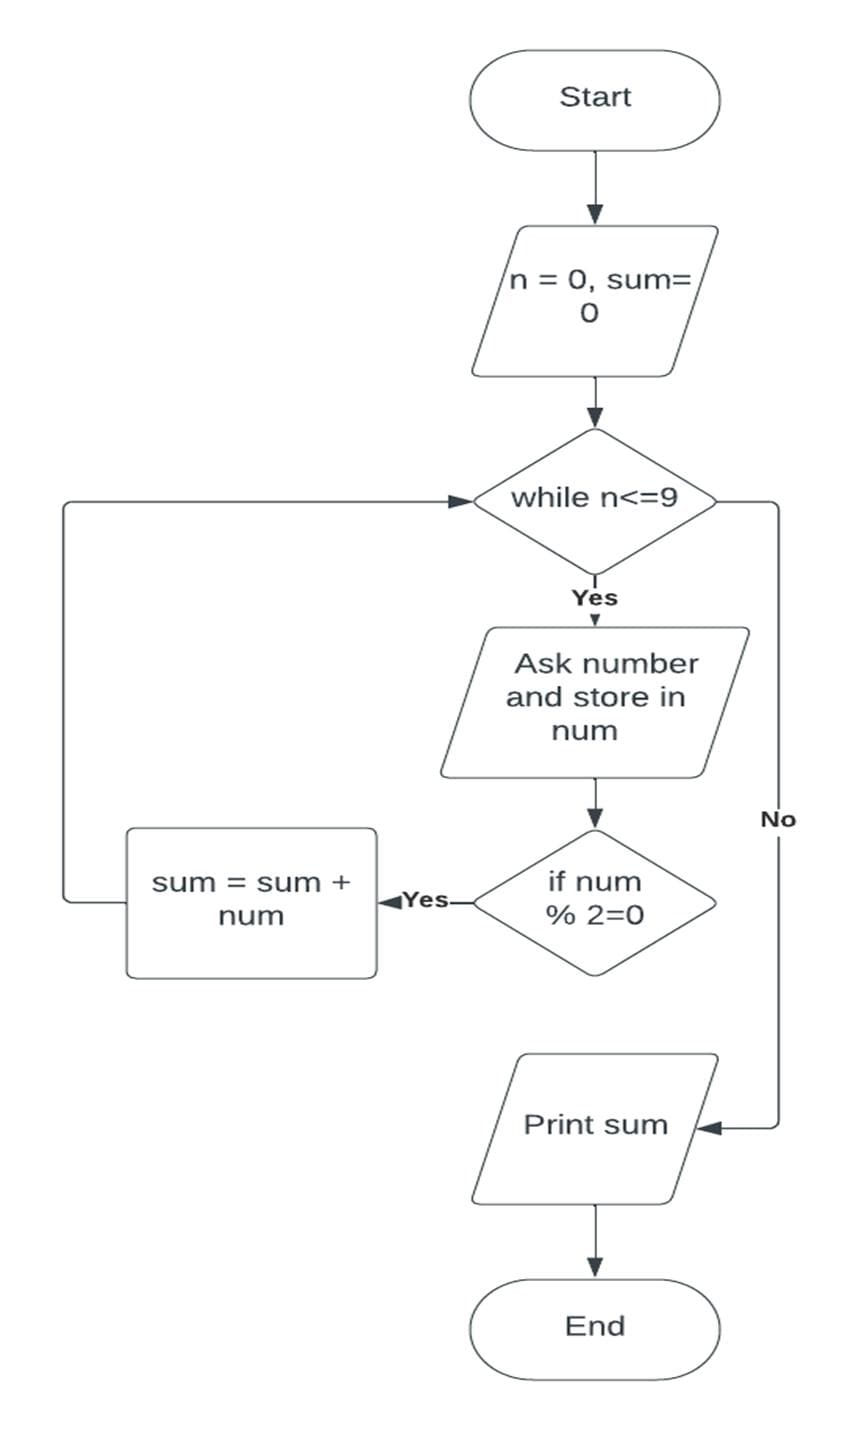 Start
n = 0, sum=
0
while n<=9
Yes
Ask number
and store in
num
No
sum = sum +
num
Yes
if num
% 2=0
Print sum
End